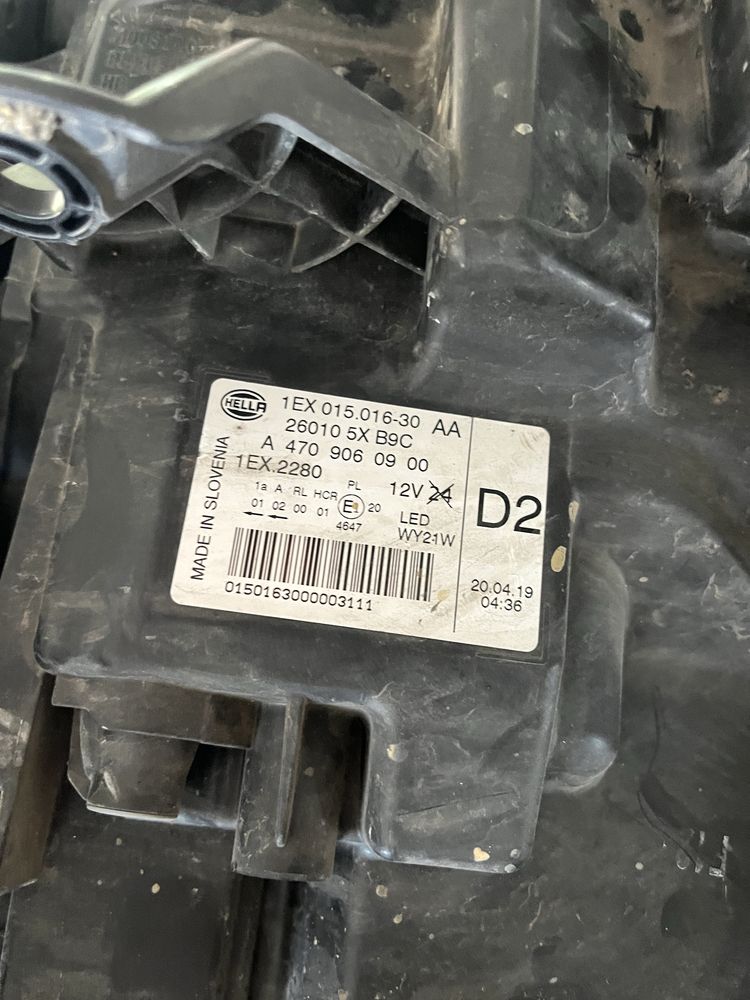 HELLA
1EX 015.016-30 AA
26010 5X B9C
A 470 906 09 00
1EX.2280
MADE IN SLOVENIA
1a A RL HCR PL
01 02 00 01 E1 20
4647
12V 24
LED
WY21W
D2
0150163000003111
20.04.19
04:36